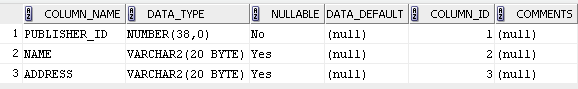 COLUMN_NAME DATA_TYPE NULLABLE DATA_DEFAULT COLUMN_ID COMMENTS
1 PUBLISHER_ID NUMBER(38,0) No (null) 1 (null)
2 NAME VARCHAR2(20 BYTE) Yes (null) 2 (null)
3 ADDRESS VARCHAR2(20 BYTE) Yes (null) 3 (null)